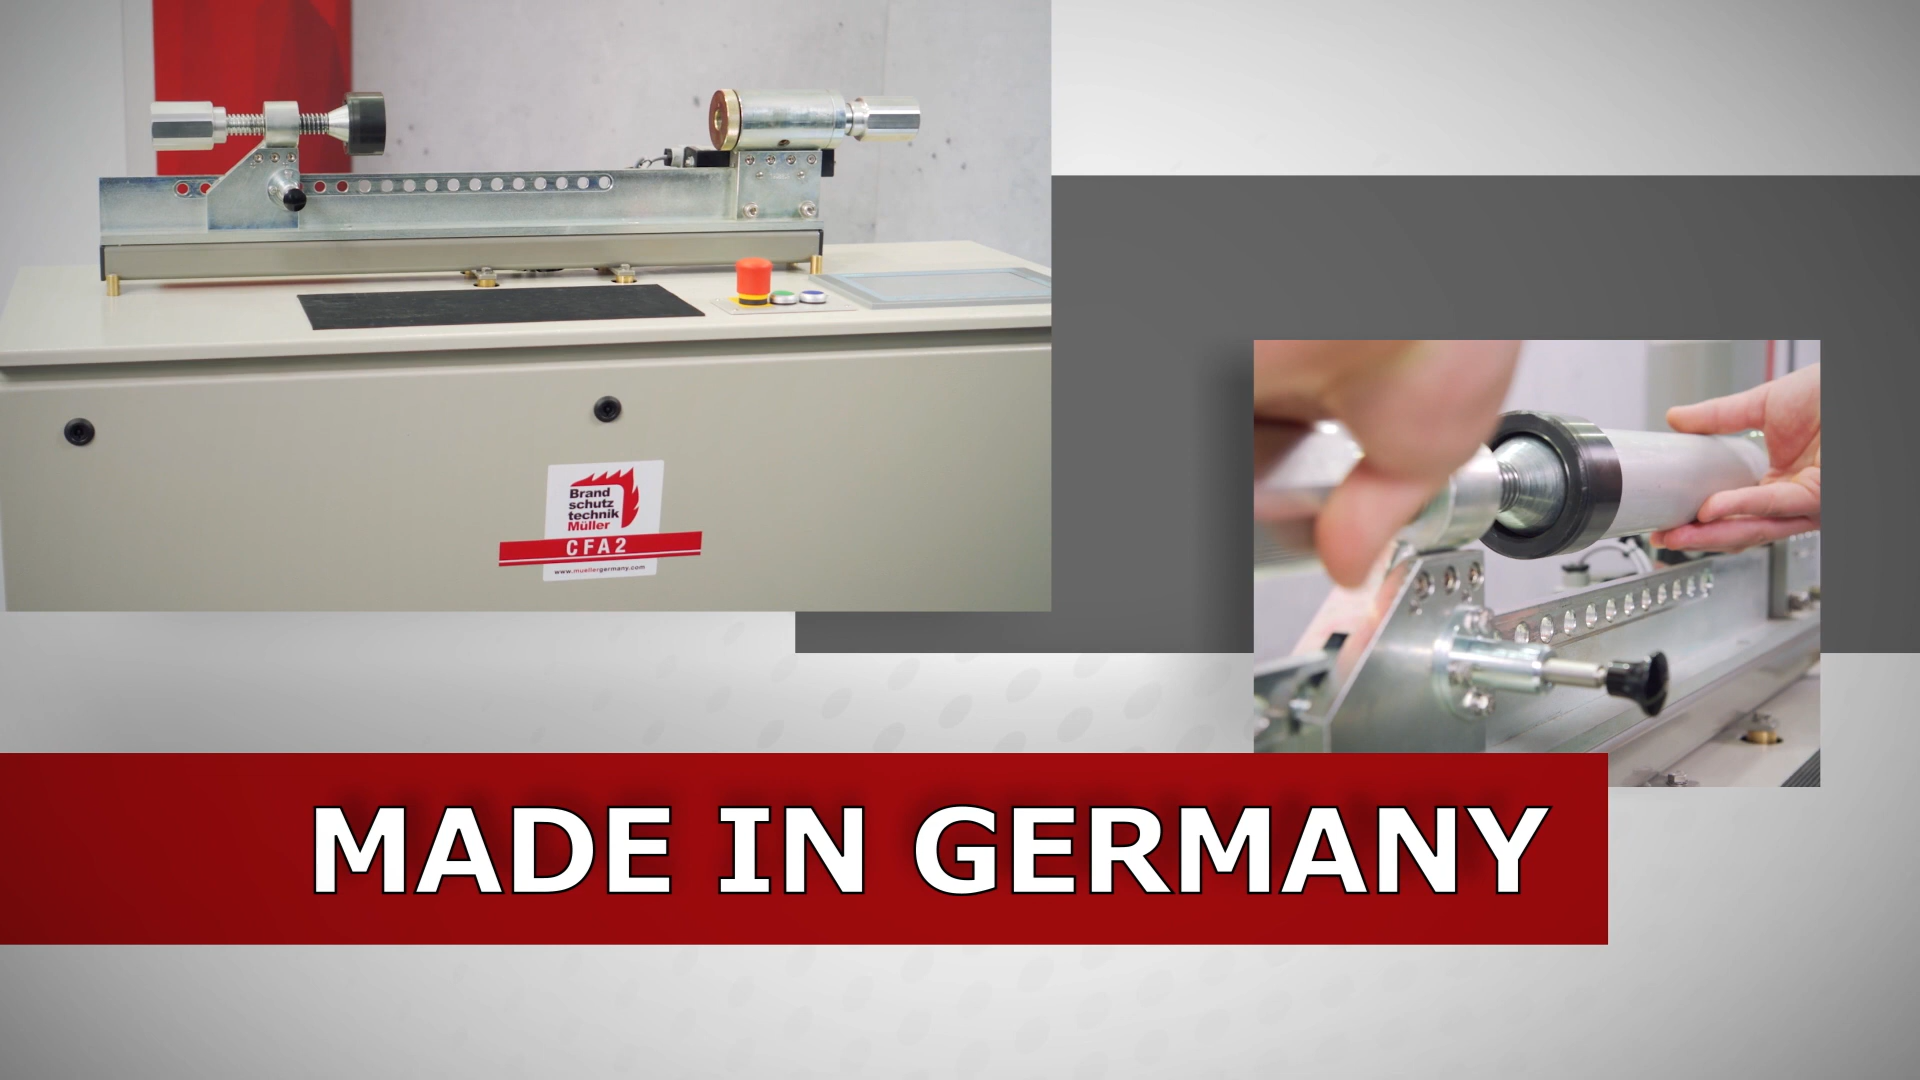 Brand
schutz
technik
Müller
CFA2
www.muellergermany.com
MADE IN GERMANY